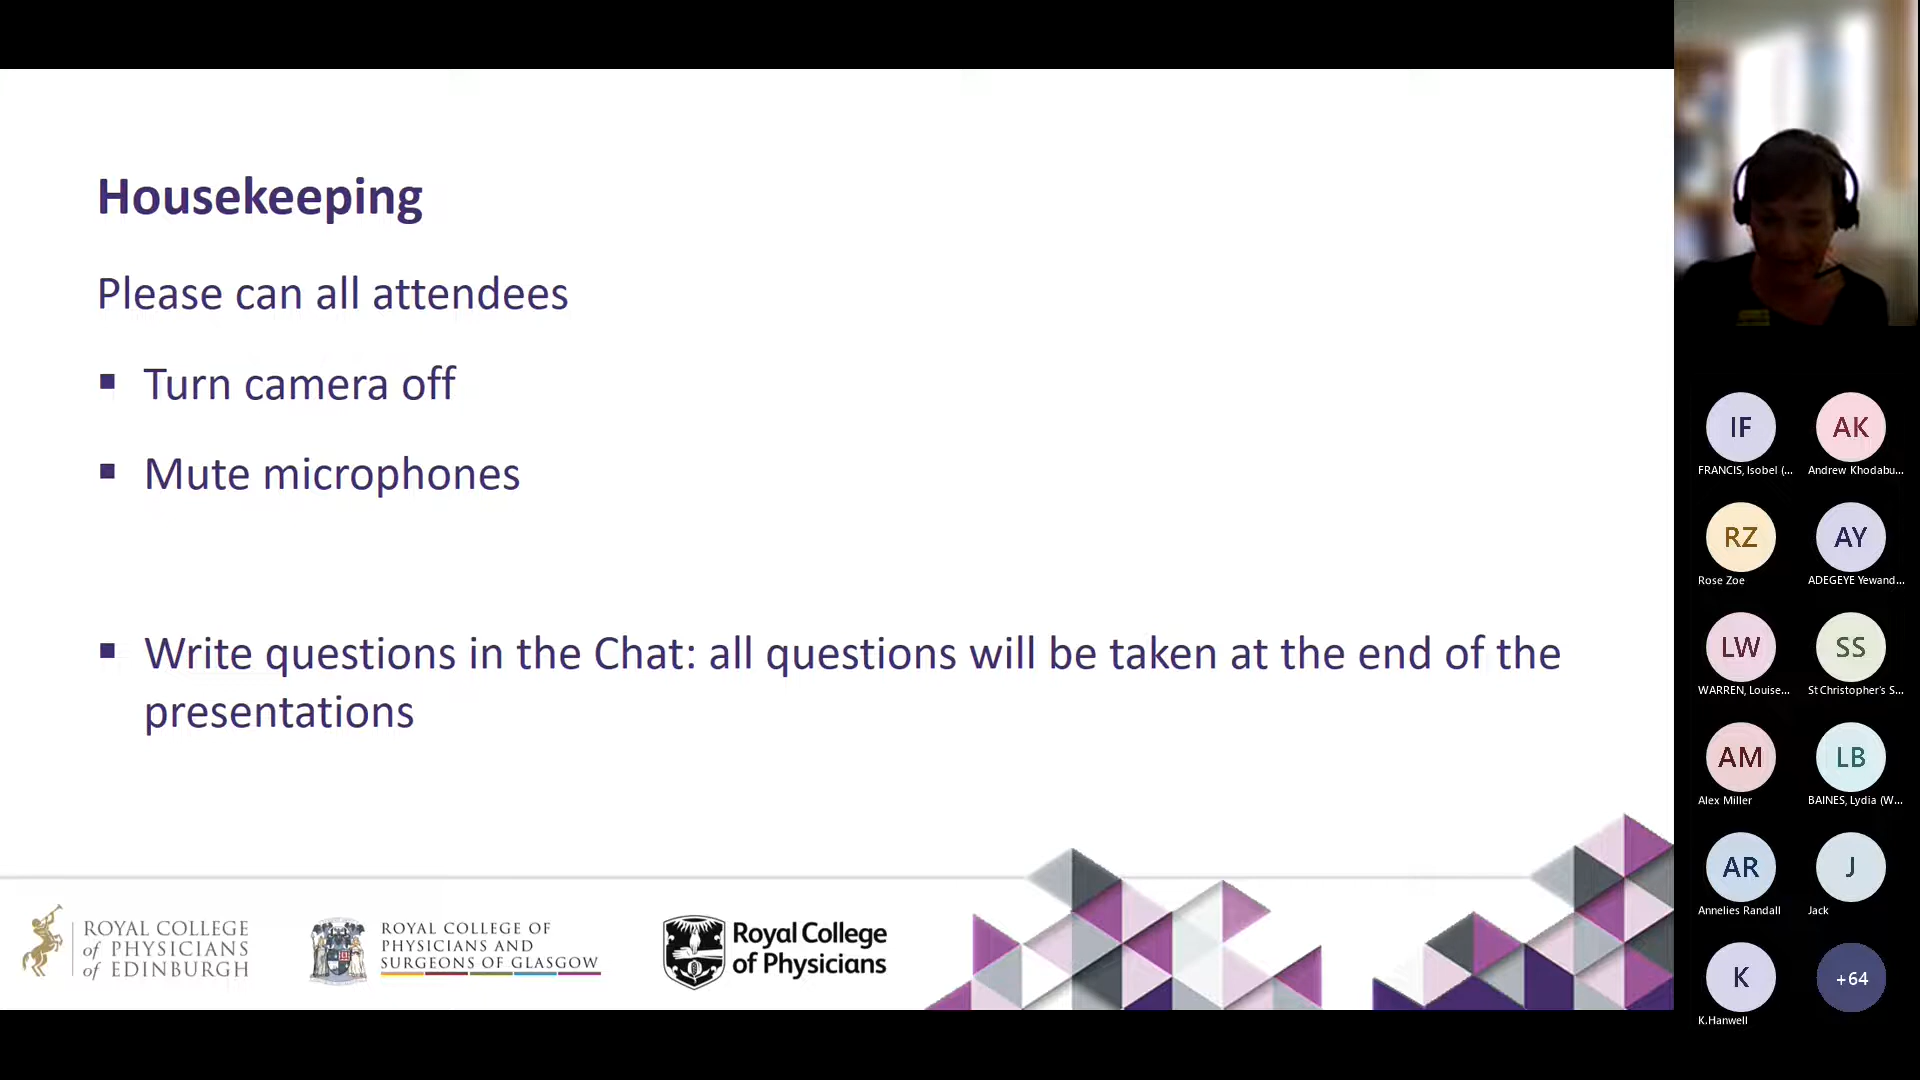 Housekeeping
Please can all attendees
▪ Turn camera off
▪ Mute microphones
▪ Write questions in the Chat: all questions will be taken at the end of the
presentations
ROYAL COLLEGE
of PHYSICIANS
of EDINBURGH
ROYAL COLLEGE OF
PHYSICIANS AND
SURGEONS OF GLASGOW
Royal College
of Physicians
IF
AK
FRANCIS, Isobel (...
Andrew Khodabu...
RZ
AY
Rose Zoe
ADEGEYE Yewand...
LW
SS
WARREN, Louise...
St Christopher's S...
AM
LB
Alex Miller
BAINES, Lydia (W...
AR
J
Annelies Randall
Jack
K
+64
K.Hanwell